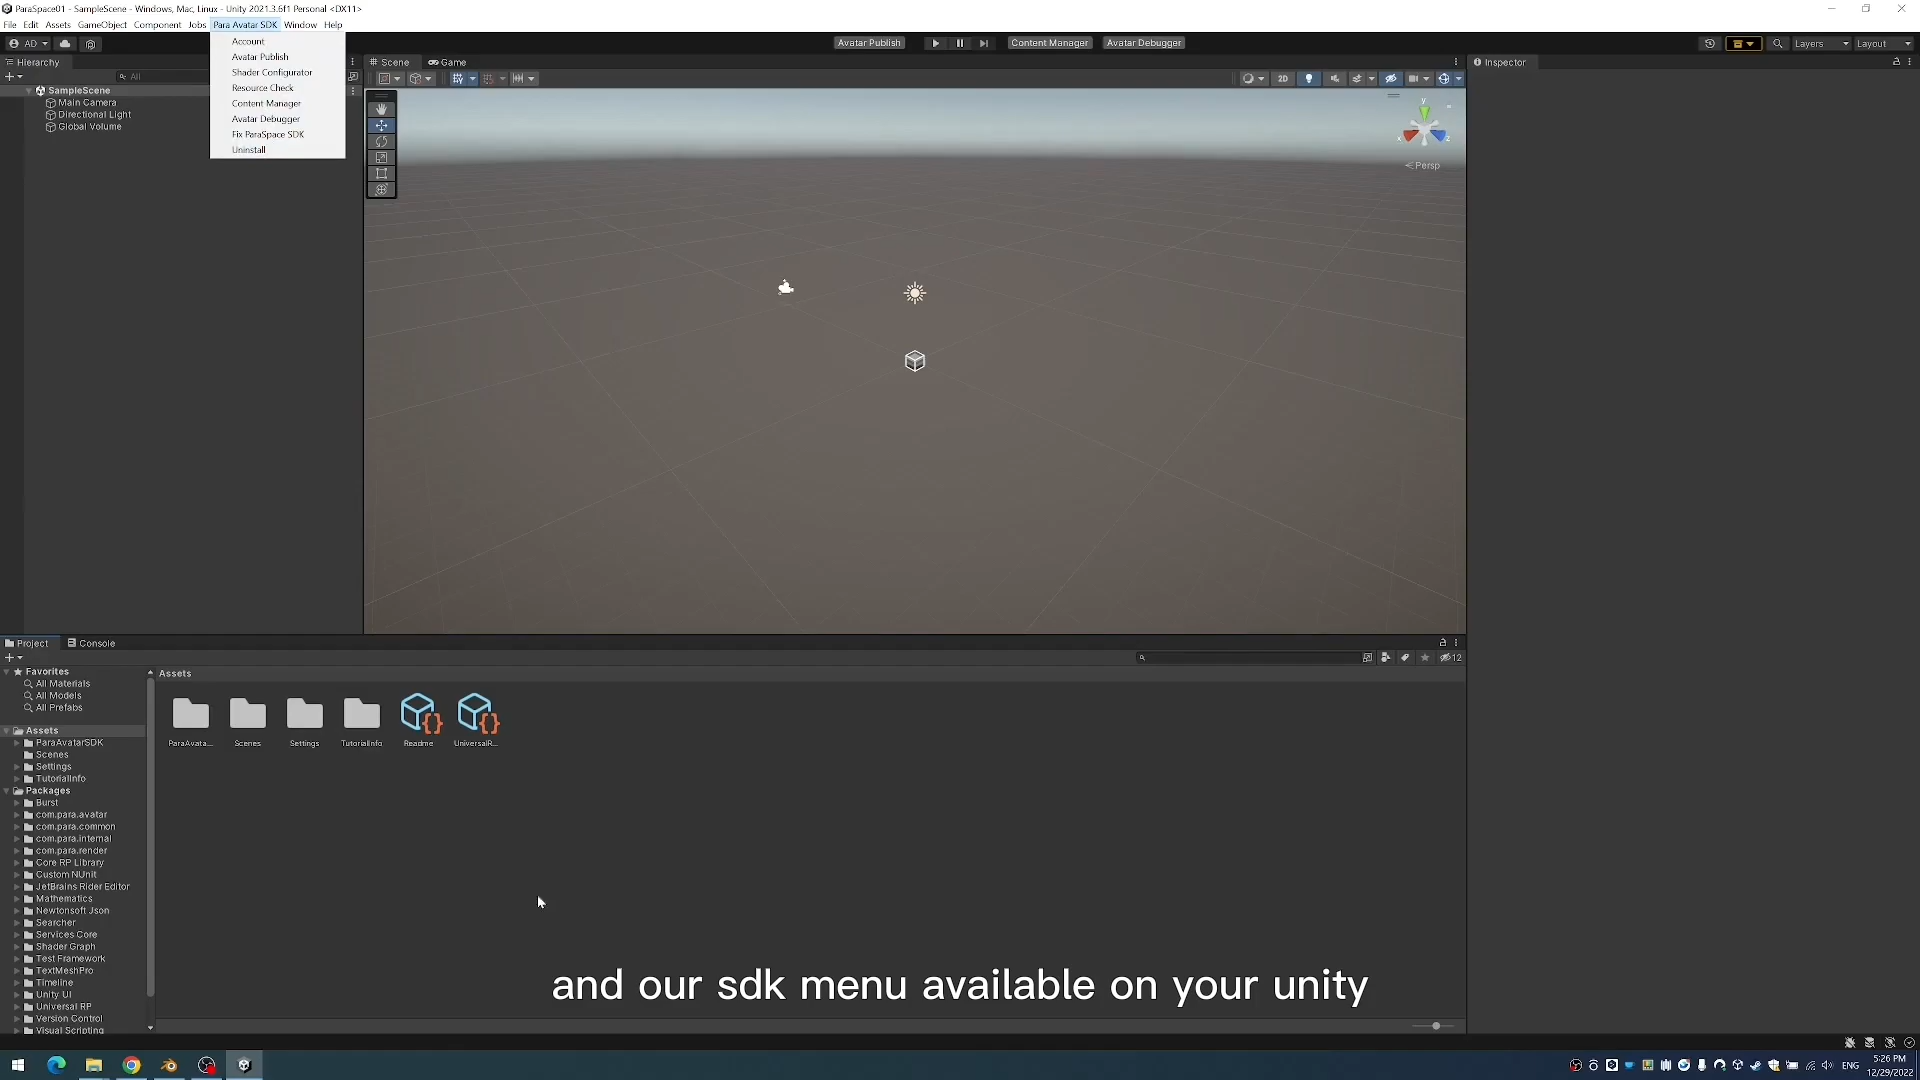 ParaSpace01 - SampleScene - Windows, Mac, Linux - Unity 2021.3.6f1 Personal <DX11>
File Edit Assets GameObject Component Jobs Para Avatar SDK Window Help
AD
Avatar Publish
Content Manager
Avatar Debugger
Layers
Layout
Account
Avatar Publish
Shader Configurator
Resource Check
Content Manager
Avatar Debugger
Fix ParaSpace SDK
Uninstall
Hierarchy
All
SampleScene
Main Camera
Directional Light
Global Volume
Scene
Game
2D
y
x
z
Persp
Inspector
Project
Console
12
Favorites
All Materials
All Models
All Prefabs
Assets
ParaAvatarSDK
Scenes
Settings
TutorialInfo
Packages
Burst
com.para.avatar
com.para.common
com.para.internal
com.para.render
Core RP Library
Custom NUnit
JetBrains Rider Editor
Mathematics
Newtonsoft Json
Searcher
Services Core
Shader Graph
Test Framework
TextMeshPro
Timeline
Unity UI
Universal RP
Version Control
Visual Scripting
Assets
ParaAvata...
Scenes
Settings
TutorialInfo
Readme
UniversalR...
and our sdk menu available on your unity
ENG
5:26 PM
12/29/2022